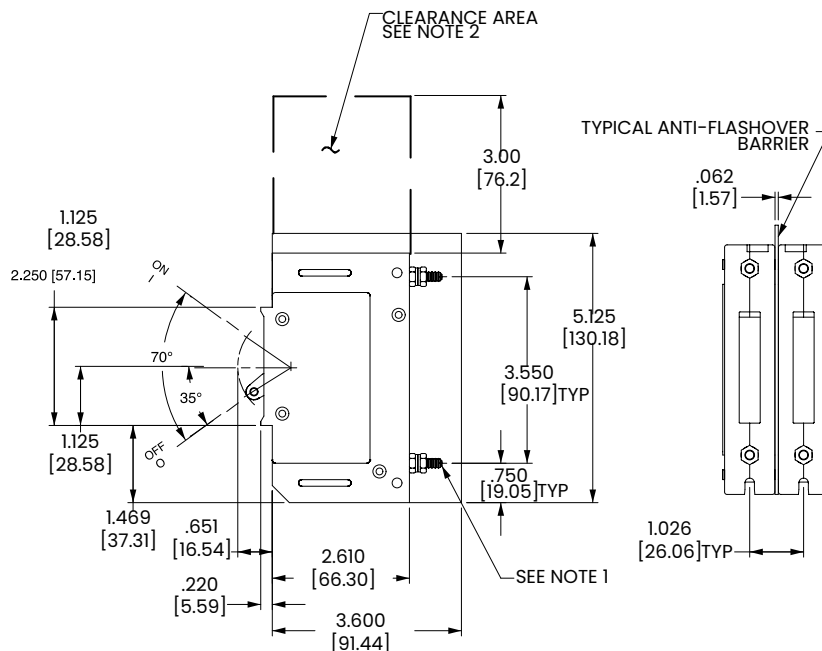 CLEARANCE AREA
SEE NOTE 2
TYPICAL ANTI-FLASHOVER
BARRIER
3.00
[76.2]
.062
[1.57]
1.125
[28.58]
2.250 [57.15]
ON
I
70°
35°
OFF
O
5.125
[130.18]
3.550
[90.17]TYP
1.125
[28.58]
.750
[19.05]TYP
1.469
[37.31]
.651
[16.54]
2.610
[66.30]
1.026
[26.06]TYP
SEE NOTE 1
.220
[5.59]
3.600
[91.44]